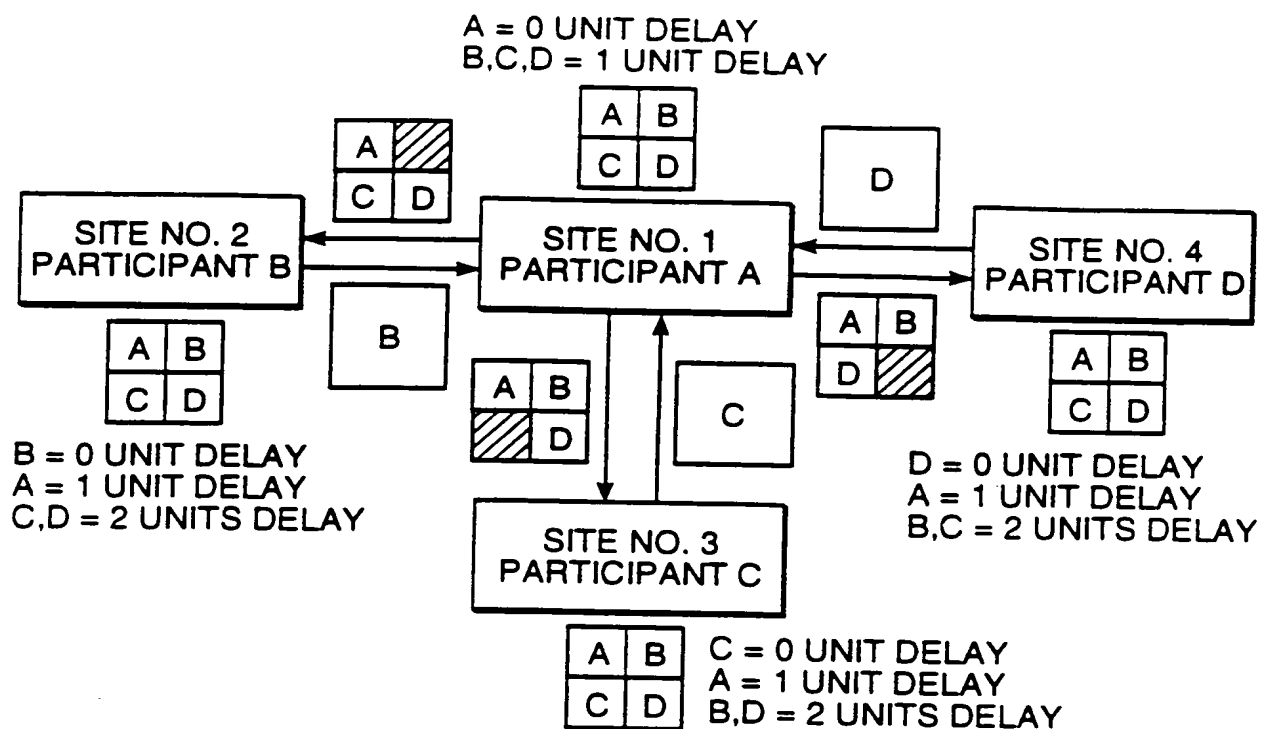 A = 0 UNIT DELAY
B,C,D = 1 UNIT DELAY
A B
C D
A
C D
D
SITE NO. 2
PARTICIPANT B
SITE NO. 1
PARTICIPANT A
SITE NO. 4
PARTICIPANT D
B
A B
D
A B
C D
A B
D
C
A B
C D
B = 0 UNIT DELAY
A = 1 UNIT DELAY
C,D = 2 UNITS DELAY
D = 0 UNIT DELAY
A = 1 UNIT DELAY
B,C = 2 UNITS DELAY
SITE NO. 3
PARTICIPANT C
A B
C D
C = 0 UNIT DELAY
A = 1 UNIT DELAY
B,D = 2 UNITS DELAY